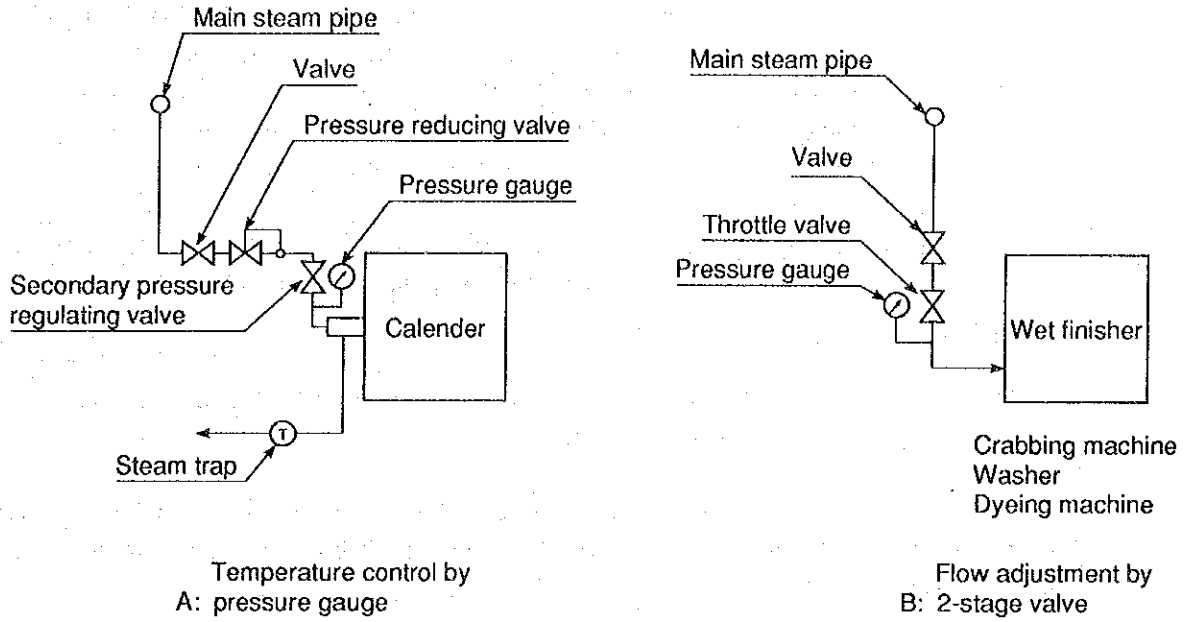 Main steam pipe
Valve
Pressure reducing valve
Pressure gauge
Secondary pressure
regulating valve
Calender
T
Steam trap
Temperature control by
A: pressure gauge
Main steam pipe
Valve
Throttle valve
Pressure gauge
Wet finisher
Crabbing machine
Washer
Dyeing machine
Flow adjustment by
B: 2-stage valve